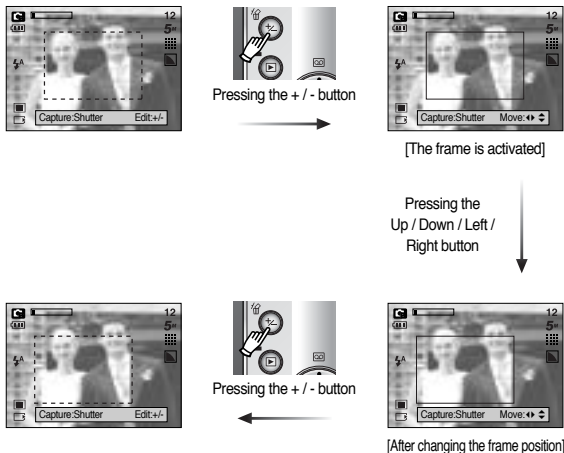 12
5M
Capture:Shutter Edit:+/-
+/-
Pressing the + / - button
12
5M
Capture:Shutter Move:
[The frame is activated]
Pressing the
Up / Down / Left /
Right button
12
5M
A
Capture:Shutter Edit:+/-
+/-
Pressing the + / - button
12
5M
A
Capture:Shutter Move:
[After changing the frame position]